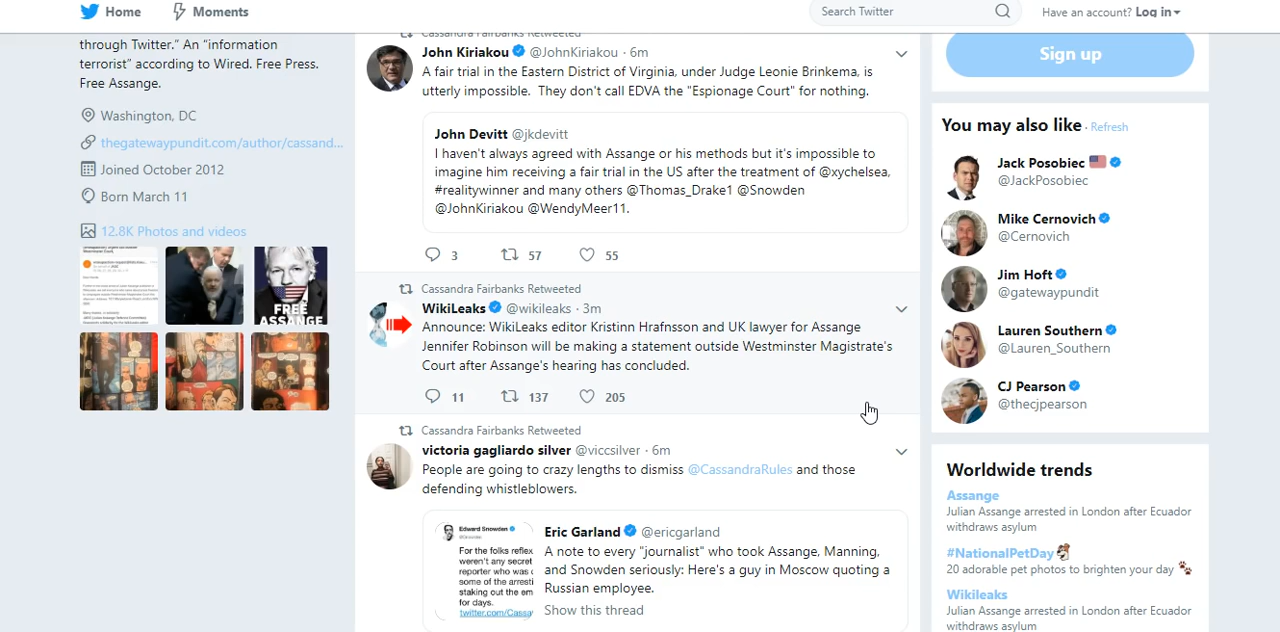 Home
Moments
Search Twitter
Have an account? Log in
through Twitter.” An “information
terrorist” according to Wired. Free Press.
Free Assange.
Washington, DC
thegatewaypundit.com/author/cassand...
Joined October 2012
Born March 11
12.8K Photos and videos
FREE
ASSANGE
Cassandra Fairbanks Retweeted
John Kiriakou @JohnKiriakou · 6m
A fair trial in the Eastern District of Virginia, under Judge Leonie Brinkema, is
utterly impossible. They don't call EDVA the "Espionage Court" for nothing.
John Devitt @jkdevitt
I haven't always agreed with Assange or his methods but it's impossible to
imagine him receiving a fair trial in the US after the treatment of @xychelsea,
#realitywinner and many others @Thomas_Drake1 @Snowden
@JohnKiriakou @WendyMeer11.
3 57 55
Cassandra Fairbanks Retweeted
WikiLeaks @wikileaks · 3m
Announce: WikiLeaks editor Kristinn Hrafnsson and UK lawyer for Assange
Jennifer Robinson will be making a statement outside Westminster Magistrate's
Court after Assange's hearing has concluded.
11 137 205
Cassandra Fairbanks Retweeted
victoria gagliardo silver @viccsilver · 6m
People are going to crazy lengths to dismiss @CassandraRules and those
defending whistleblowers.
Edward Snowden
For the folks reflex
weren't any secret
reporter who was
some of the arresti
staking out the em
for days.
twitter.com/Cassa
Eric Garland @ericgarland
A note to every "journalist" who took Assange, Manning,
and Snowden seriously: Here's a guy in Moscow quoting a
Russian employee.
Show this thread
Sign up
You may also like · Refresh
Jack Posobiec
@JackPosobiec
Mike Cernovich
@Cernovich
Jim Hoft
@gatewaypundit
Lauren Southern
@Lauren_Southern
CJ Pearson
@thecjpearson
Worldwide trends
Assange
Julian Assange arrested in London after Ecuador
withdraws asylum
#NationalPetDay
20 adorable pet photos to brighten your day
Wikileaks
Julian Assange arrested in London after Ecuador
withdraws asylum